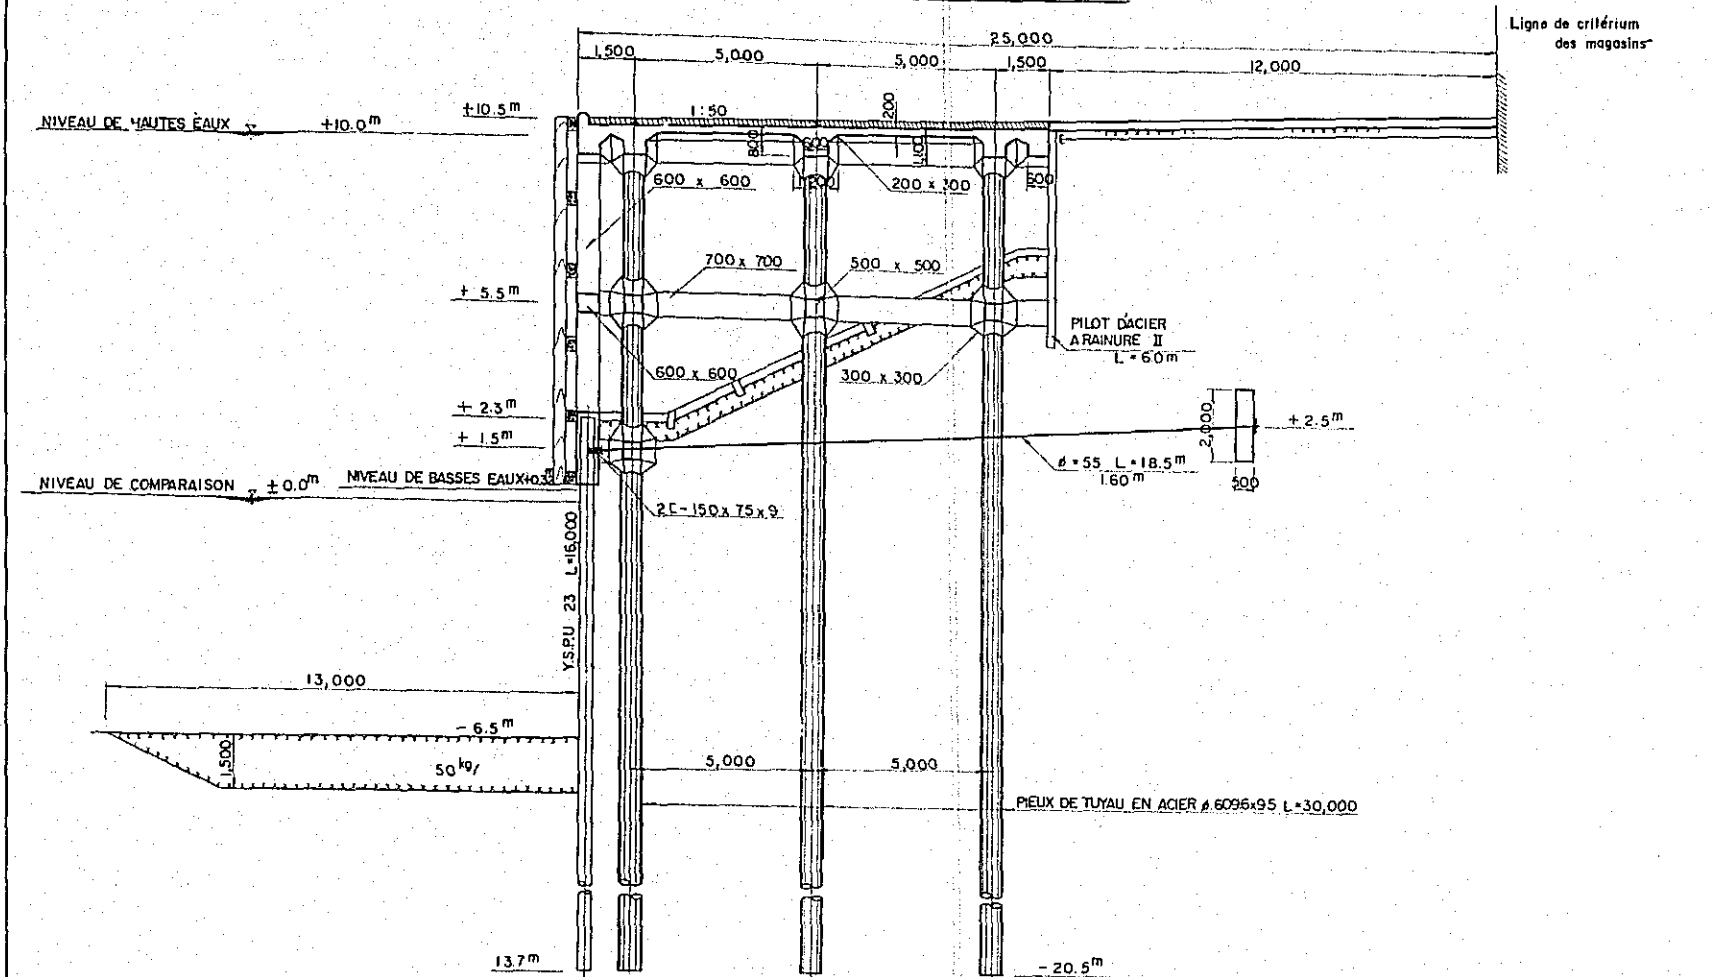 Ligne de critérium
des magasins
25,000
1,500 5,000 5,000 1,500 12,000
+10.5m 1:50 200
NIVEAU DE HAUTES EAUX +10.0m
800
600 x 600 200 x 300 600
700 x 700 500 x 500
+ 5.5m
PILOT D'ACIER
A RAINURE II
L = 6.0m
600 x 600 300 x 300
+ 2.3m
2,000 + 2.5m
+ 1.5m
ø = 55 L = 18.5m
1.60m
500
NIVEAU DE COMPARAISON ± 0.0m NIVEAU DE BASSES EAUX
2C-150 x 75 x 9
Y.S.P.U 23 L=16,000
13,000
- 6.5m
1,500 50kg/
5,000 5,000
PIEUX DE TUYAU EN ACIER ø 609.6x9.5 L=30,000
13.7m
- 20.5m